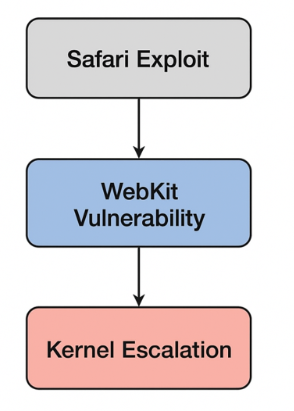 Safari Exploit
WebKit
Vulnerability
Kernel Escalation